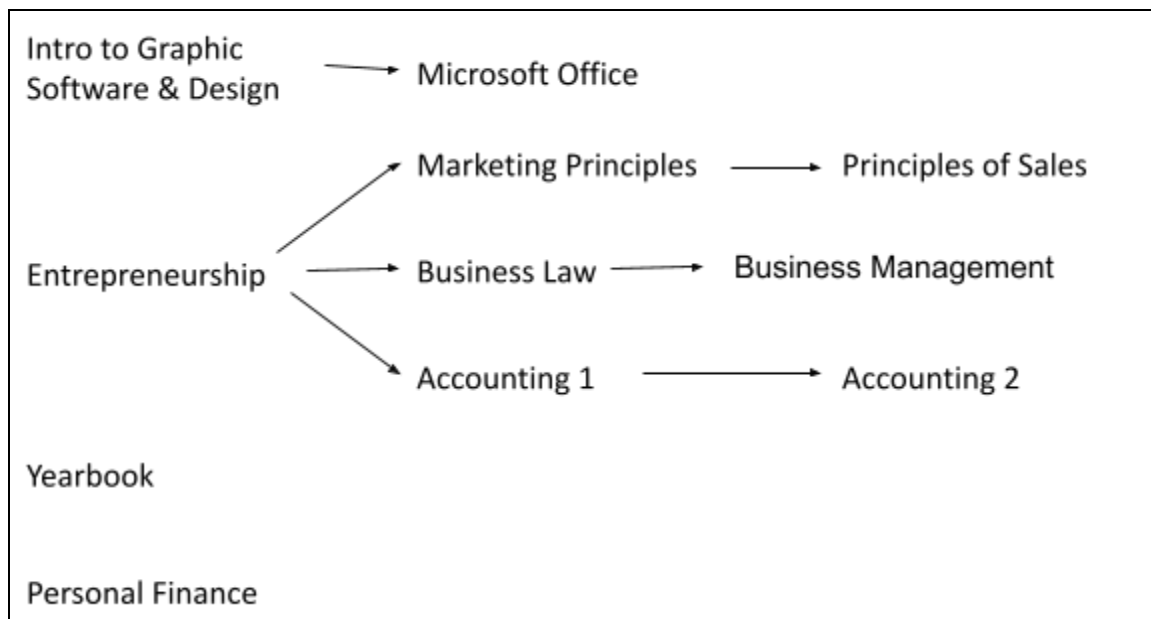 Intro to Graphic
Software & Design
Microsoft Office
Marketing Principles
Principles of Sales
Entrepreneurship
Business Law
Business Management
Accounting 1
Accounting 2
Yearbook
Personal Finance